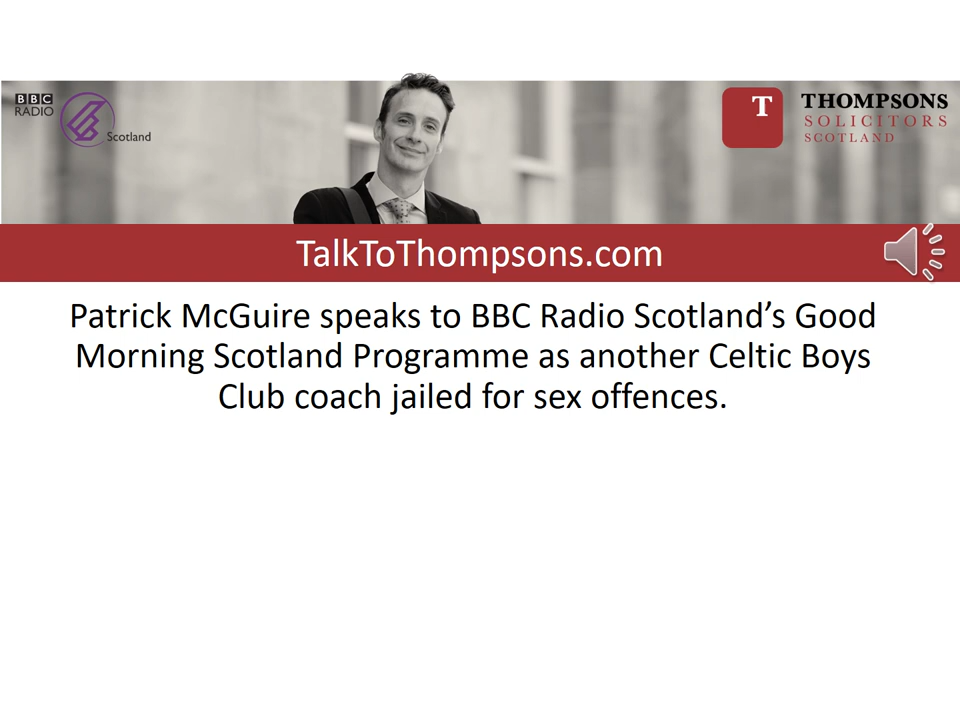 BBC
RADIO
Scotland
T
THOMPSONS
SOLICITORS
SCOTLAND
TalkToThompsons.com
Patrick McGuire speaks to BBC Radio Scotland’s Good
Morning Scotland Programme as another Celtic Boys
Club coach jailed for sex offences.